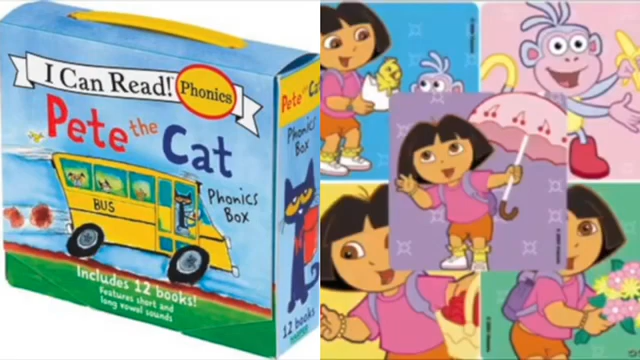 I Can Read!
Phonics
Pete the Cat
Phonics
Box
BUS
Includes 12 books!
Features short and
long vowel sounds
Pete the Cat
Phonics
Box
12 books